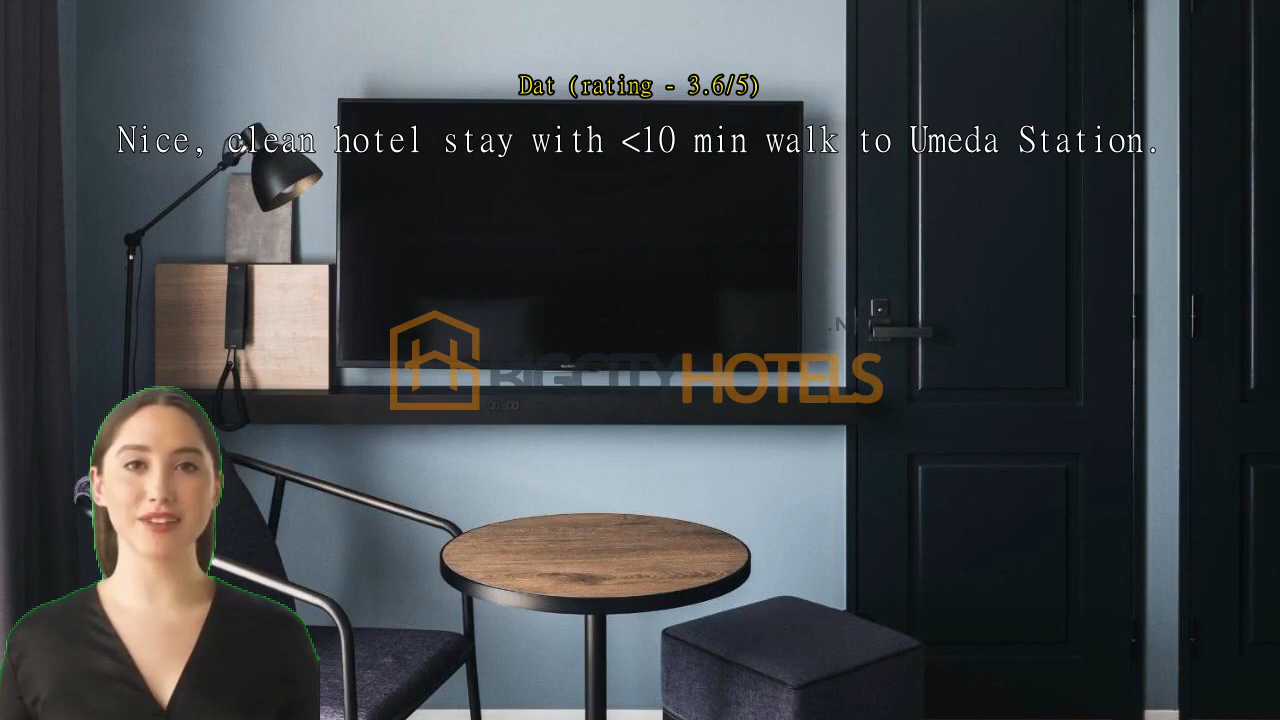 Dat (rating - 3.6/5)
Nice, clean hotel stay with <10 min walk to Umeda Station.
BIGCITYHOTELS